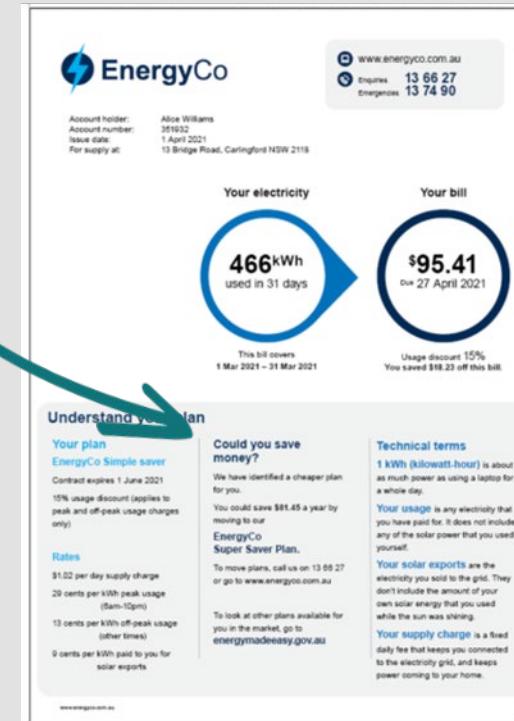 EnergyCo
www.energyco.com.au
Enquiries 13 66 27
Emergencies 13 74 90
Account holder: Alice Williams
Account number: 351932
Issue date: 1 April 2021
For supply at: 13 Bridge Road, Carlingford NSW 2118
Your electricity
466kWh
used in 31 days
This bill covers
1 Mar 2021 – 31 Mar 2021
Your bill
$95.41
Due 27 April 2021
Usage discount 15%
You saved $18.23 off this bill.
Understand your plan
Your plan
EnergyCo Simple saver
Contract expires 1 June 2021
15% usage discount (applies to
peak and off-peak usage charges
only)
Rates
$1.02 per day supply charge
29 cents per kWh peak usage
(6am-10pm)
13 cents per kWh off-peak usage
(other times)
9 cents per kWh paid to you for
solar exports
Could you save
money?
We have identified a cheaper plan
for you.
You could save $81.45 a year by
moving to our
EnergyCo
Super Saver Plan.
To move plans, call us on 13 66 27
or go to www.energyco.com.au
To look at other plans available for
you in the market, go to
energymadeeasy.gov.au
Technical terms
1 kWh (kilowatt-hour) is about
as much power as using a laptop for
a whole day.
Your usage is any electricity that
you have paid for. It does not include
any of the solar power that you used
yourself.
Your solar exports are the
electricity you sold to the grid. They
don't include the amount of your
own solar energy that you used
while the sun was shining.
Your supply charge is a fixed
daily fee that keeps you connected
to the electricity grid, and keeps
power coming to your home.
www.energyco.com.au